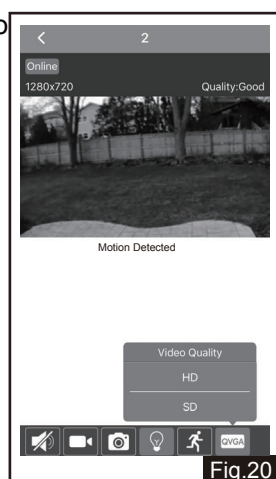 2
Online
1280x720 Quality:Good
Motion Detected
Video Quality
HD
SD
QVGA
Fig.20